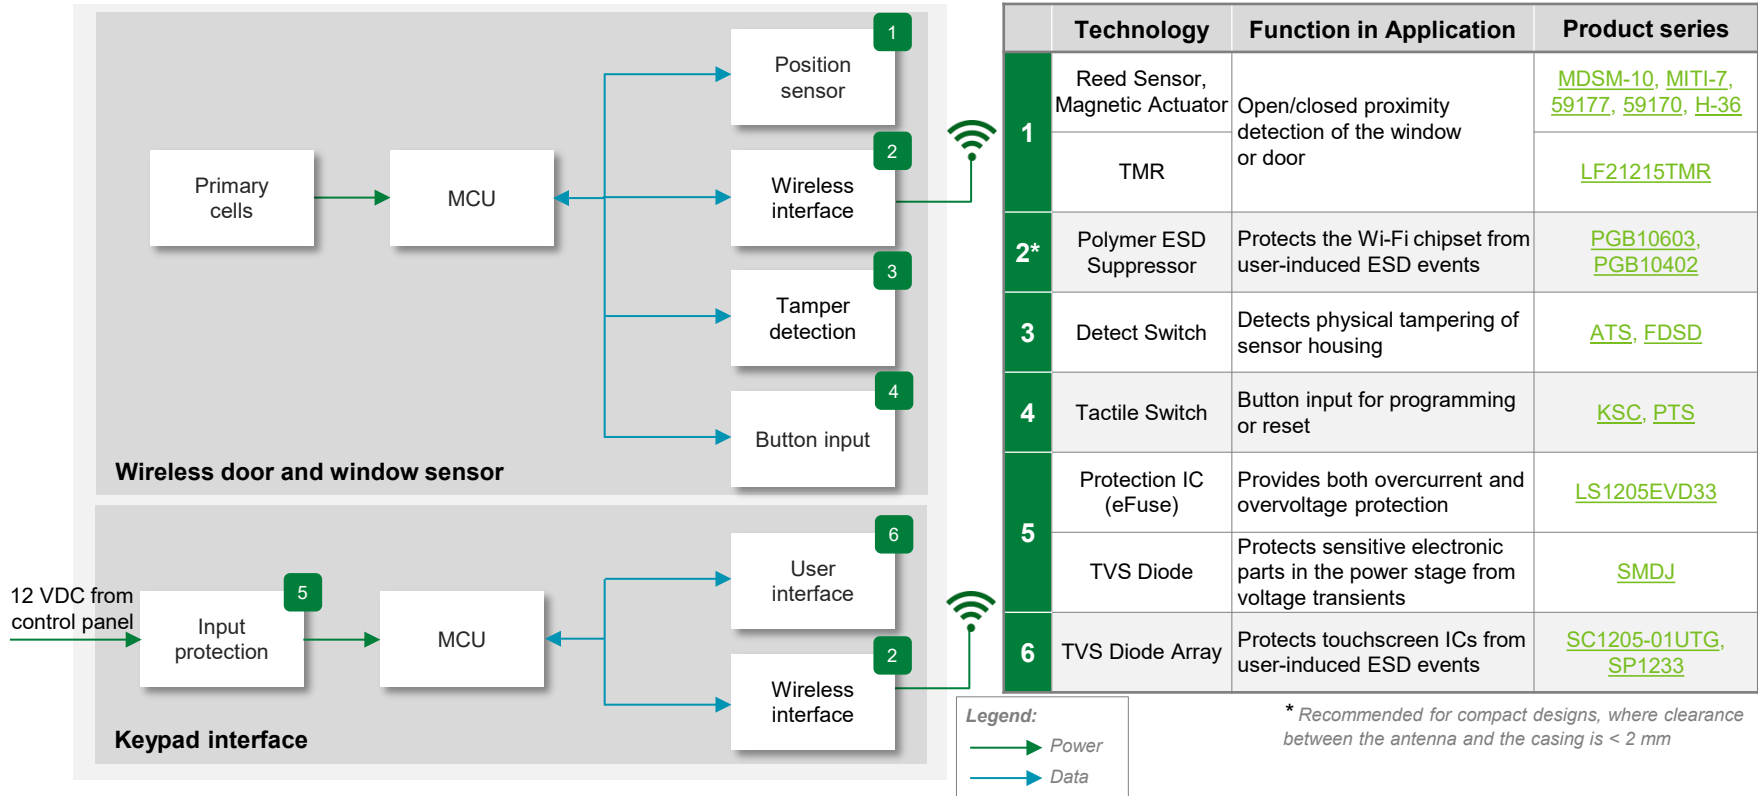 1
Position
sensor
2
Wireless
interface
Primary
cells
MCU
3
Tamper
detection
4
Button input
Wireless door and window sensor
12 VDC from
control panel
5
Input
protection
MCU
6
User
interface
2
Wireless
interface
Keypad interface
Legend:
Power
Data
Technology
Function in Application
Product series
1
Reed Sensor,
Magnetic Actuator
Open/closed proximity
detection of the window
or door
MDSM-10, MITI-7,
59177, 59170, H-36
TMR
LF21215TMR
2*
Polymer ESD
Suppressor
Protects the Wi-Fi chipset from
user-induced ESD events
PGB10603,
PGB10402
3
Detect Switch
Detects physical tampering of
sensor housing
ATS, FDSD
4
Tactile Switch
Button input for programming
or reset
KSC, PTS
5
Protection IC
(eFuse)
Provides both overcurrent and
overvoltage protection
LS1205EVD33
TVS Diode
Protects sensitive electronic
parts in the power stage from
voltage transients
SMDJ
6
TVS Diode Array
Protects touchscreen ICs from
user-induced ESD events
SC1205-01UTG,
SP1233
* Recommended for compact designs, where clearance
between the antenna and the casing is < 2 mm